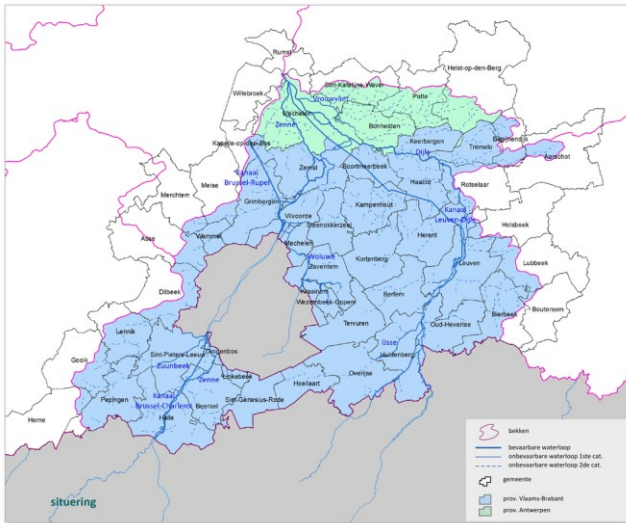 Rumst
Heist-op-den-Berg
Willebroek
Sint-Katelijne-Waver
Vrouwvliet
Putte
Mechelen
Zenne
Bonheiden
Begijnendijk
Keerbergen
Kapelle-op-den-Bos
Dijle
Tremelo
Aarschot
Zemst
Boortmeerbeek
Kanaal
Brussel-Rupel
Haacht
Meise
Rotselaar
Merchtem
Grimbergen
Kampenhout
Kanaal
Leuven-Dijle
Vilvoorde
Steenokkerzeel
Holsbeek
Asse
Wemmel
Herent
Machelen
Woluwe
Zaventem
Kortenberg
Leuven
Lubbeek
Kraainem
Dilbeek
Wezembeek-Oppem
Bertem
Bierbeek
Boutersem
Tervuren
Oud-Heverlee
Lennik
IJsse
Sint-Pieters-Leeuw
Drogenbos
Huldenberg
Gooik
Zuunbeek
Linkebeek
Overijse
Zenne
Hoeilaart
Pepingen
Kanaal
Brussel-Charleroi
Beersel
Sint-Genesius-Rode
Herne
Halle
bekken
bevaarbare waterloop
onbevaarbare waterloop 1ste cat.
onbevaarbare waterloop 2de cat.
gemeente
prov. Vlaams-Brabant
prov. Antwerpen
situering